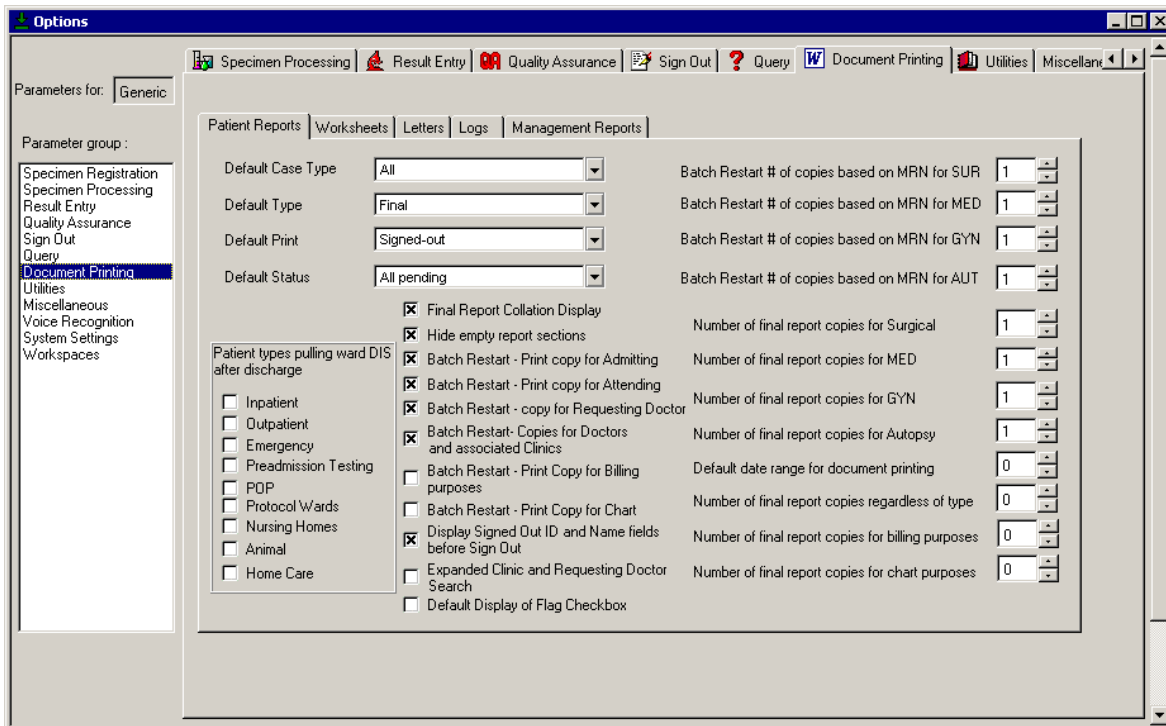 Options
Specimen Processing
Result Entry
Quality Assurance
Sign Out
Query
Document Printing
Utilities
Miscellane
Parameters for:
Generic
Parameter group :
Specimen Registration
Specimen Processing
Result Entry
Quality Assurance
Sign Out
Query
Document Printing
Utilities
Miscellaneous
Voice Recognition
System Settings
Workspaces
Patient Reports
Worksheets
Letters
Logs
Management Reports
Default Case Type
All
Default Type
Final
Default Print
Signed-out
Default Status
All pending
Patient types pulling ward DIS
after discharge
Inpatient
Outpatient
Emergency
Preadmission Testing
POP
Protocol Wards
Nursing Homes
Animal
Home Care
Final Report Collation Display
Hide empty report sections
Batch Restart - Print copy for Admitting
Batch Restart - Print copy for Attending
Batch Restart - copy for Requesting Doctor
Batch Restart- Copies for Doctors
and associated Clinics
Batch Restart - Print Copy for Billing
purposes
Batch Restart - Print Copy for Chart
Display Signed Out ID and Name fields
before Sign Out
Expanded Clinic and Requesting Doctor
Search
Default Display of Flag Checkbox
Batch Restart # of copies based on MRN for SUR
1
Batch Restart # of copies based on MRN for MED
1
Batch Restart # of copies based on MRN for GYN
1
Batch Restart # of copies based on MRN for AUT
1
Number of final report copies for Surgical
1
Number of final report copies for MED
1
Number of final report copies for GYN
1
Number of final report copies for Autopsy
1
Default date range for document printing
0
Number of final report copies regardless of type
0
Number of final report copies for billing purposes
0
Number of final report copies for chart purposes
0